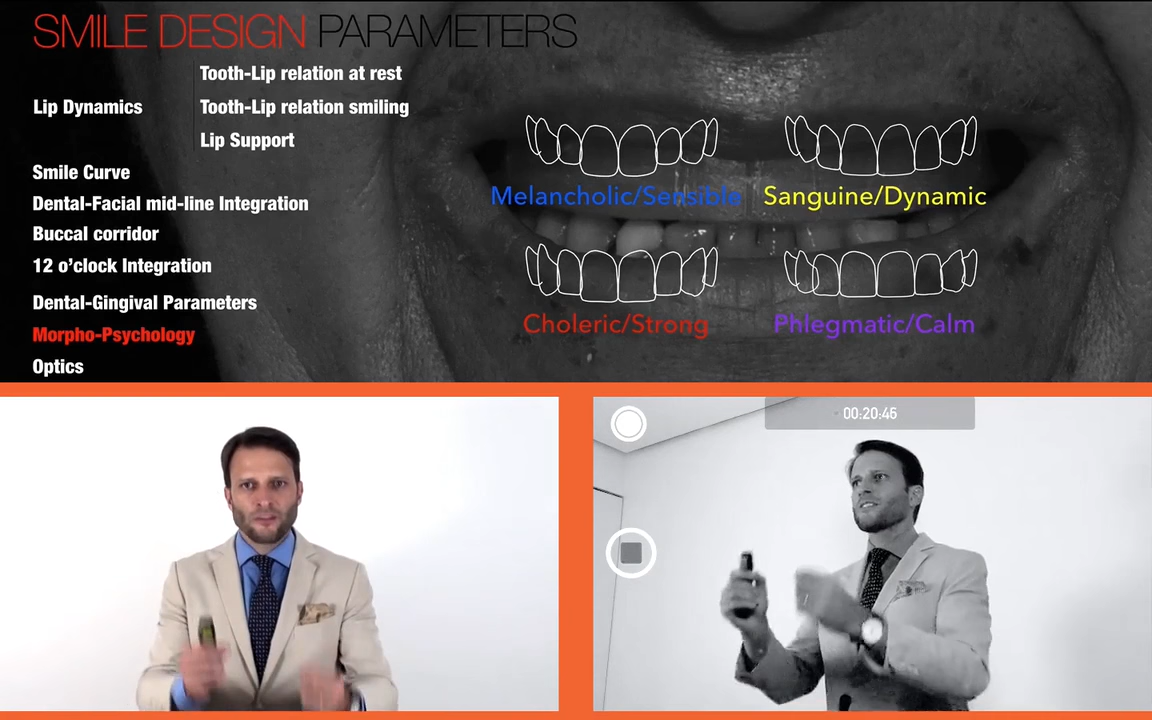 SMILE DESIGN PARAMETERS
Tooth-Lip relation at rest
Lip Dynamics
Tooth-Lip relation smiling
Lip Support
Smile Curve
Dental-Facial mid-line Integration
Buccal corridor
12 o’clock Integration
Dental-Gingival Parameters
Morpho-Psychology
Optics
Melancholic/Sensible
Sanguine/Dynamic
Choleric/Strong
Phlegmatic/Calm
00:20:46